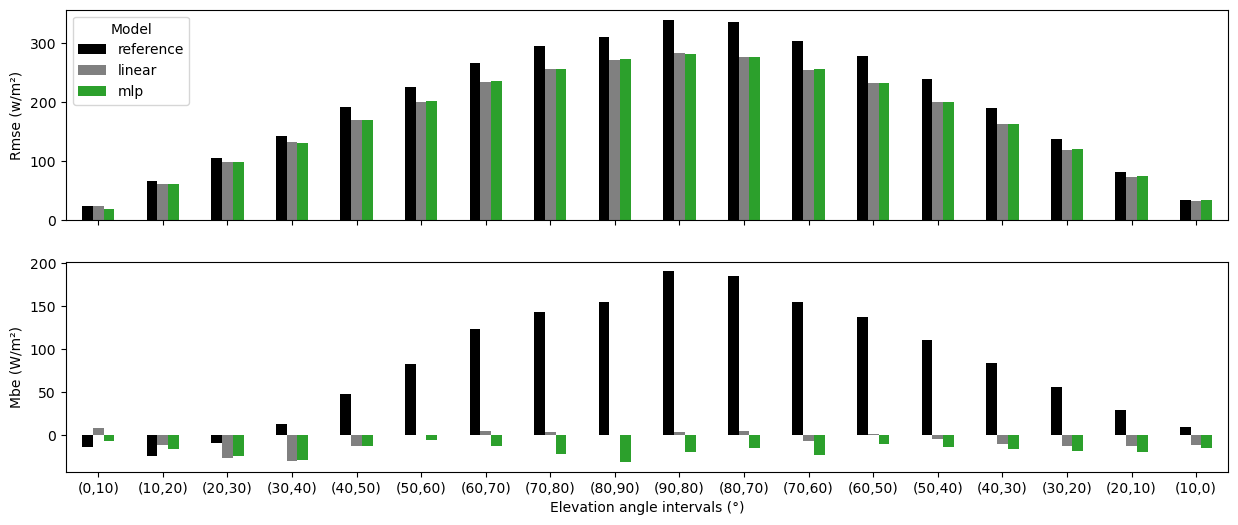 Model
reference
linear
mlp
Rmse (w/m²)
300
200
100
0
Mbe (W/m²)
200
150
100
50
0
(0,10) (10,20) (20,30) (30,40) (40,50) (50,60) (60,70) (70,80) (80,90) (90,80) (80,70) (70,60) (60,50) (50,40) (40,30) (30,20) (20,10) (10,0)
Elevation angle intervals (°)